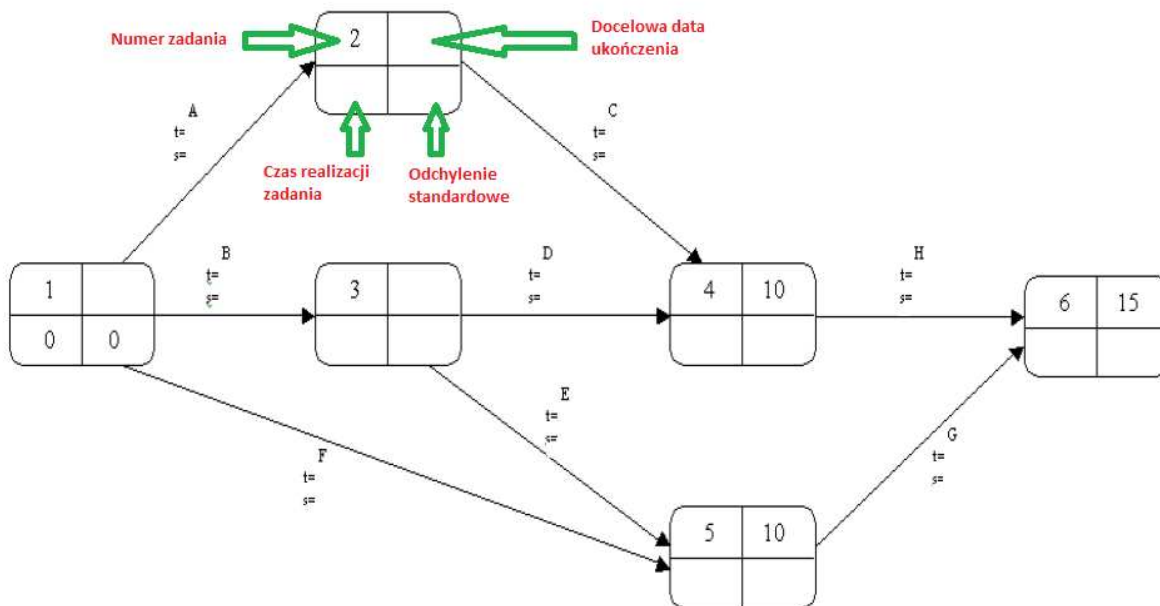 Numer zadania
2
Docelowa data
ukończenia
A
t=
s=
Czas realizacji
zadania
Odchylenie
standardowe
C
t=
s=
1
0 0
B
t=
s=
3
D
t=
s=
4 10
H
t=
s=
6 15
E
t=
s=
F
t=
s=
G
t=
s=
5 10